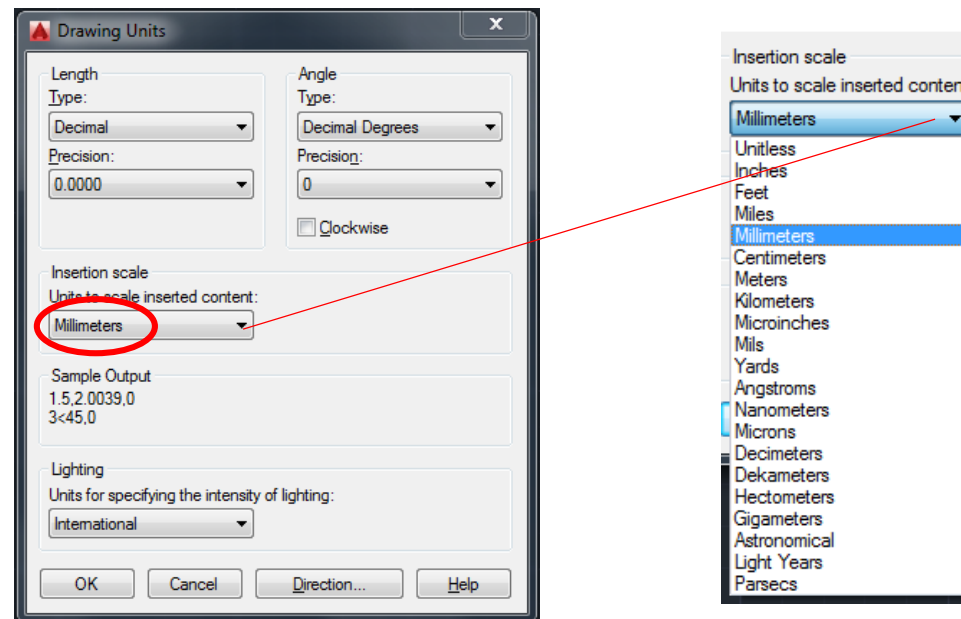 Drawing Units
x
Length
Type:
Decimal
Precision:
0.0000
Angle
Type:
Decimal Degrees
Precision:
0
Clockwise
Insertion scale
Units to scale inserted content:
Millimeters
Sample Output
1.5,2.0039,0
3<45,0
Lighting
Units for specifying the intensity of lighting:
International
OK
Cancel
Direction...
Help
Insertion scale
Units to scale inserted conten
Millimeters
Unitless
Inches
Feet
Miles
Millimeters
Centimeters
Meters
Kilometers
Microinches
Mils
Yards
Angstroms
Nanometers
Microns
Decimeters
Dekameters
Hectometers
Gigameters
Astronomical
Light Years
Parsecs